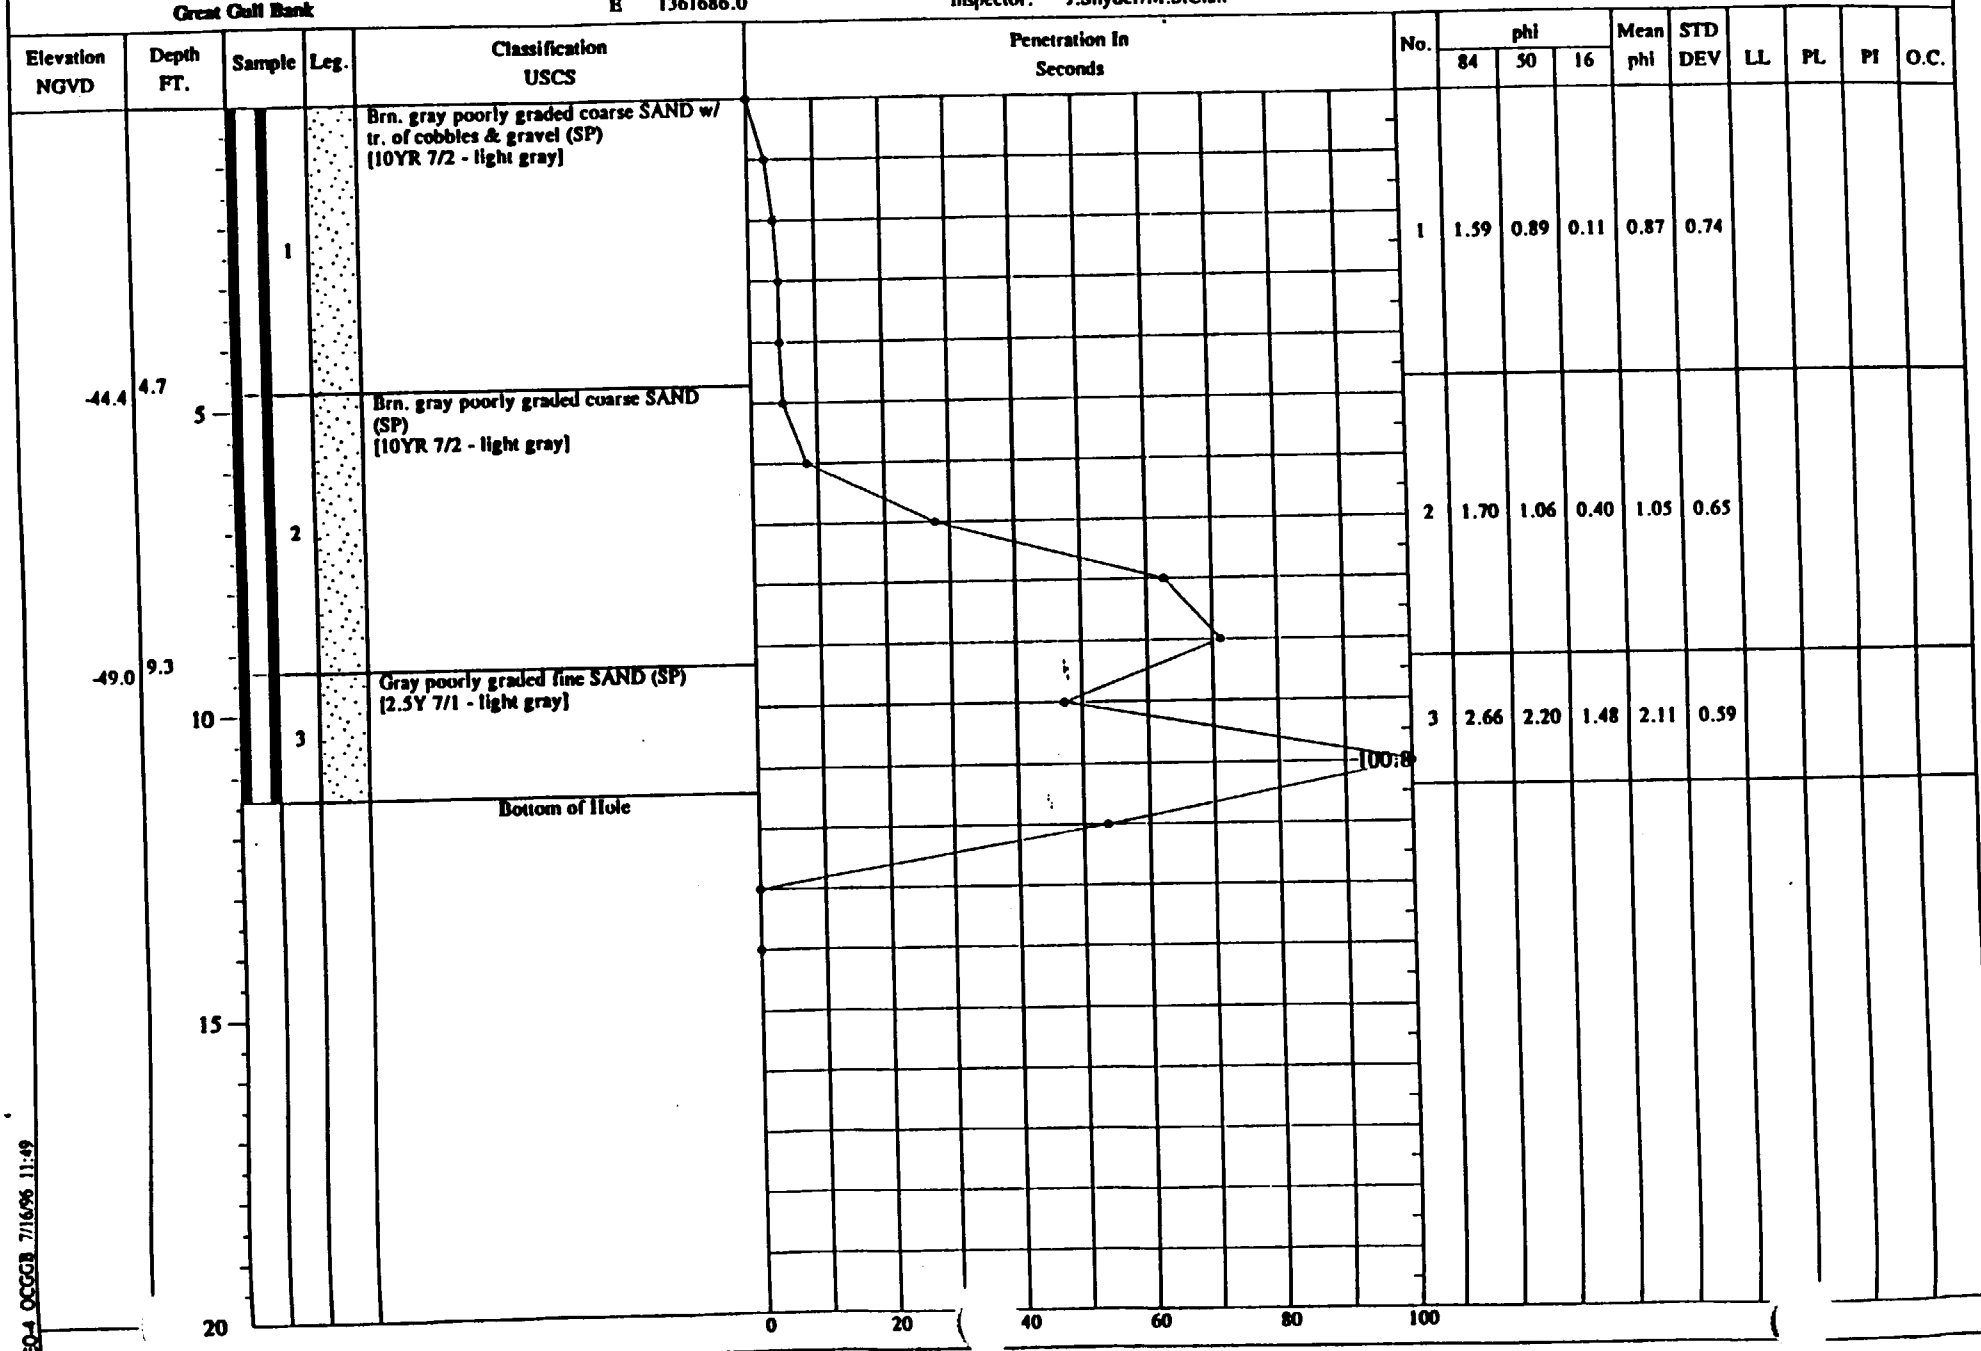 Great Gull Bank
E 1361686.0
Elevation NGVD
Depth FT.
Sample
Leg.
Classification USCS
Penetration In Seconds
No.
phi
84 50 16
Mean phi
STD DEV
LL
PL
PI
O.C.
Brn. gray poorly graded coarse SAND w/
tr. of cobbles & gravel (SP)
[10YR 7/2 - light gray]
1
1 1.59 0.89 0.11 0.87 0.74
-44.4 4.7
5
Brn. gray poorly graded coarse SAND
(SP)
[10YR 7/2 - light gray]
2
2 1.70 1.06 0.40 1.05 0.65
-49.0 9.3
Gray poorly graded fine SAND (SP)
[2.5Y 7/1 - light gray]
10
3
3 2.66 2.20 1.48 2.11 0.59
100.8
Bottom of Hole
15
20
0 20 40 60 80 100
OCGGB 7/16/96 11:49